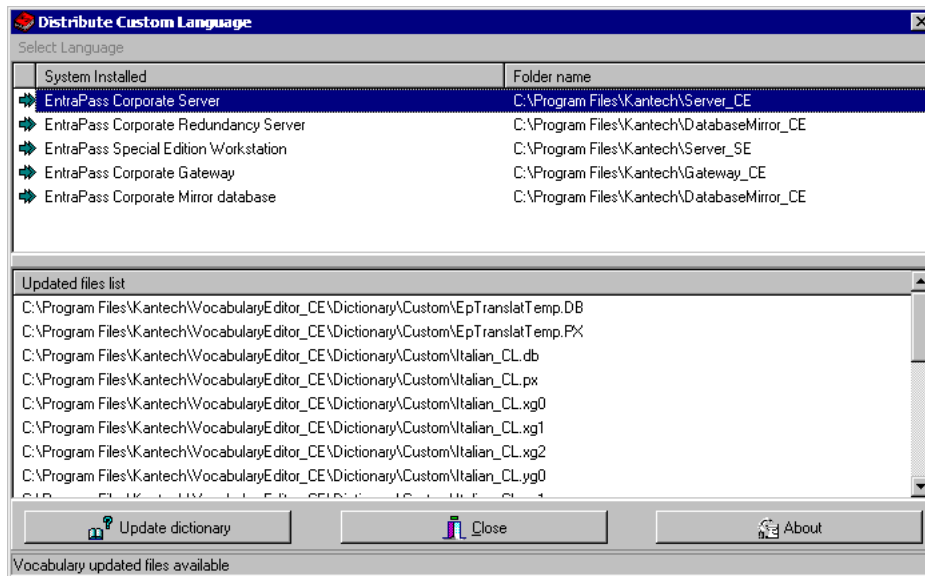 Distribute Custom Language
Select Language
System Installed Folder name
EntraPass Corporate Server C:\Program Files\Kantech\Server_CE
EntraPass Corporate Redundancy Server C:\Program Files\Kantech\DatabaseMirror_CE
EntraPass Special Edition Workstation C:\Program Files\Kantech\Server_SE
EntraPass Corporate Gateway C:\Program Files\Kantech\Gateway_CE
EntraPass Corporate Mirror database C:\Program Files\Kantech\DatabaseMirror_CE
Updated files list
C:\Program Files\Kantech\VocabularyEditor_CE\Dictionary\Custom\EpTranslatTemp.DB
C:\Program Files\Kantech\VocabularyEditor_CE\Dictionary\Custom\EpTranslatTemp.PX
C:\Program Files\Kantech\VocabularyEditor_CE\Dictionary\Custom\Italian_CL.db
C:\Program Files\Kantech\VocabularyEditor_CE\Dictionary\Custom\Italian_CL.px
C:\Program Files\Kantech\VocabularyEditor_CE\Dictionary\Custom\Italian_CL.xg0
C:\Program Files\Kantech\VocabularyEditor_CE\Dictionary\Custom\Italian_CL.xg1
C:\Program Files\Kantech\VocabularyEditor_CE\Dictionary\Custom\Italian_CL.xg2
C:\Program Files\Kantech\VocabularyEditor_CE\Dictionary\Custom\Italian_CL.yg0
Update dictionary Close About
Vocabulary updated files available